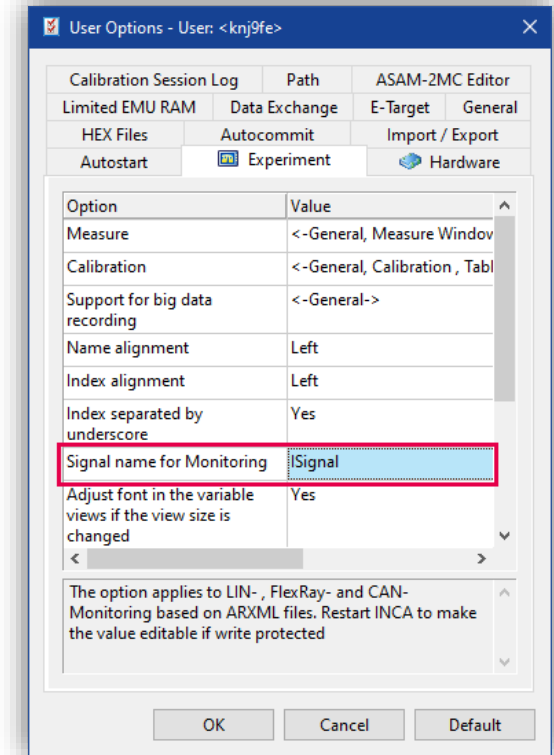 User Options - User: <knj9fe>
Calibration Session Log Path ASAM-2MC Editor
Limited EMU RAM Data Exchange E-Target General
HEX Files Autocommit Import / Export
Autostart Experiment Hardware
Option Value
Measure <-General, Measure Window
Calibration <-General, Calibration , Tabl
Support for big data
recording <-General->
Name alignment Left
Index alignment Left
Index separated by
underscore Yes
Signal name for Monitoring ISignal
Adjust font in the variable
views if the view size is
changed Yes
The option applies to LIN- , FlexRay- and CAN-
Monitoring based on ARXML files. Restart INCA to make
the value editable if write protected
OK Cancel Default